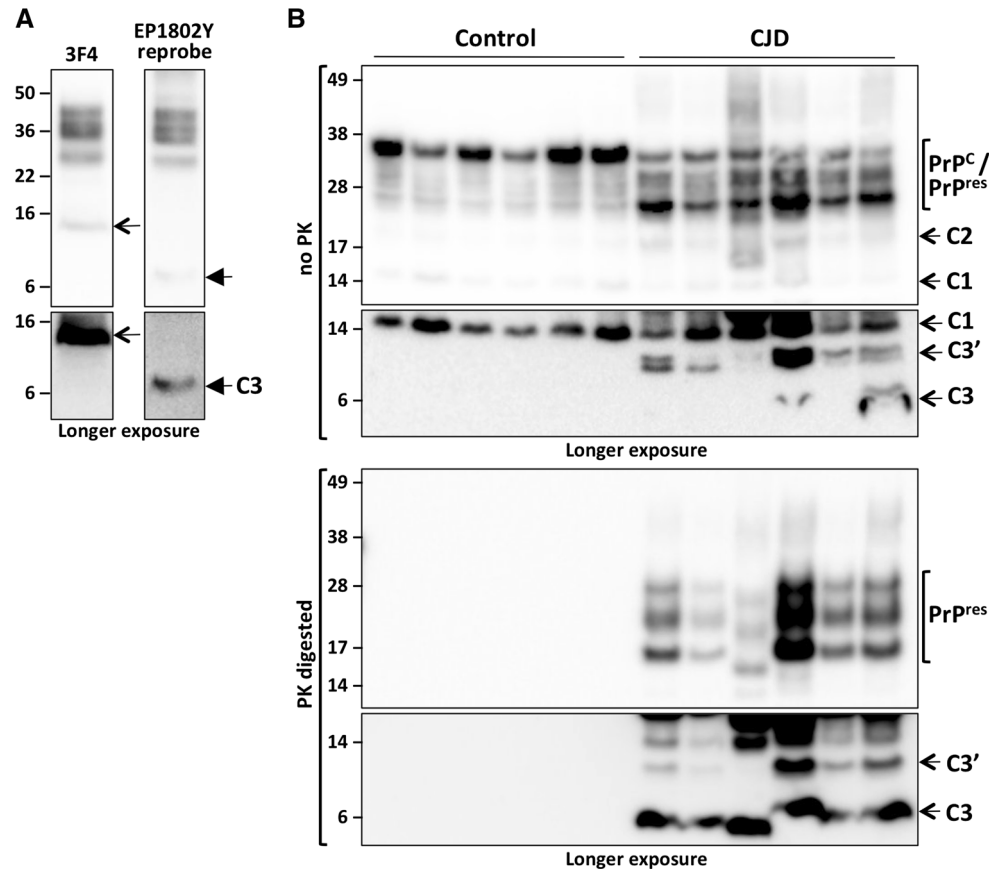 A
3F4
EP1802Y
reprobe
50
36
22
16
6
16
6
C3
Longer exposure
B
Control
CJD
no PK
49
38
28
17
14
PrPC /
PrPres
C2
C1
14
6
C1
C3’
C3
Longer exposure
PK digested
49
38
28
17
14
PrPres
14
6
C3’
C3
Longer exposure